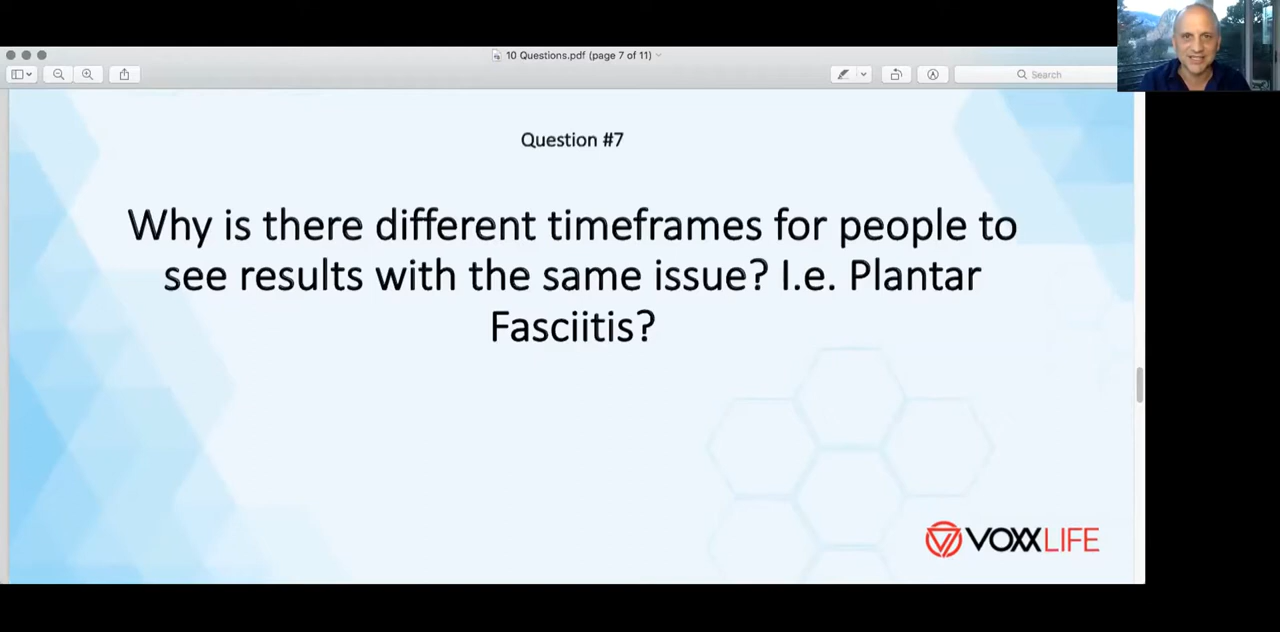 10 Questions.pdf (page 7 of 11)
Search
Question #7
Why is there different timeframes for people to
see results with the same issue? I.e. Plantar
Fasciitis?
VOXXLIFE